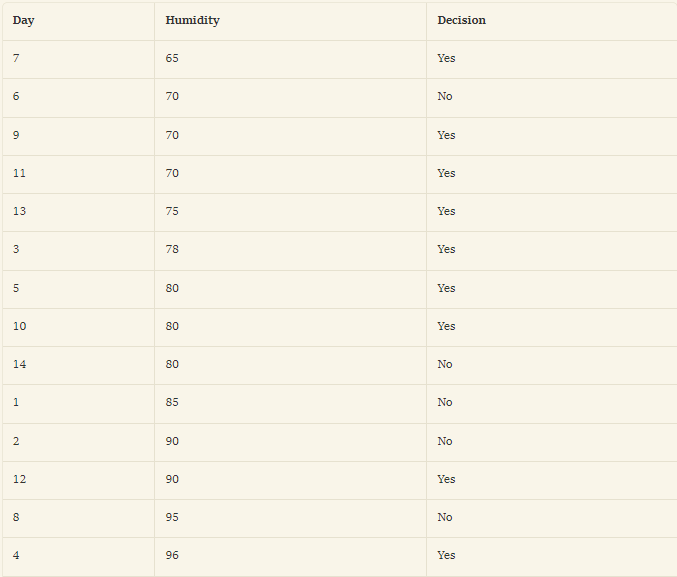 Day Humidity Decision
7 65 Yes
6 70 No
9 70 Yes
11 70 Yes
13 75 Yes
3 78 Yes
5 80 Yes
10 80 Yes
14 80 No
1 85 No
2 90 No
12 90 Yes
8 95 No
4 96 Yes